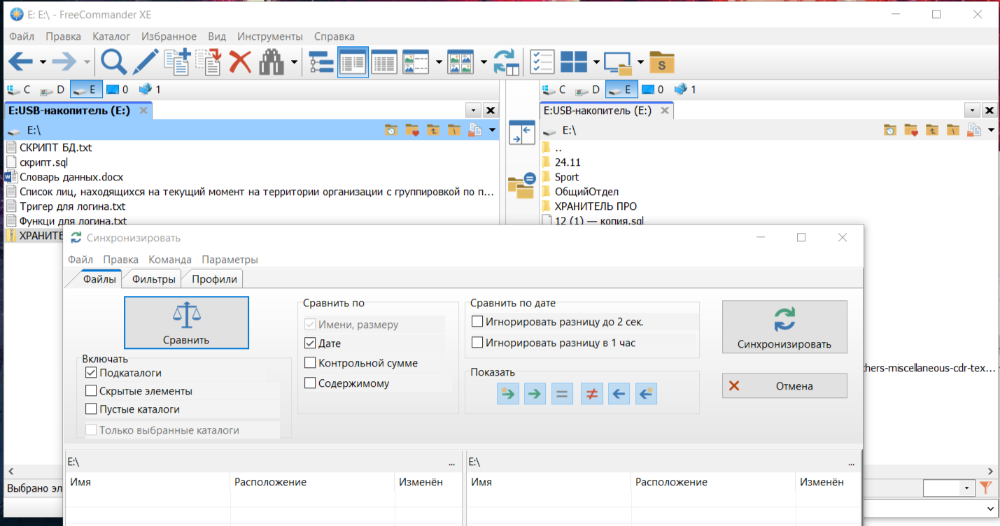 E: E:\ - FreeCommander XE
Файл Правка Каталог Избранное Вид Инструменты Справка
S
C D E 0 1
C D E 0 1
E:USB-накопитель (E:)
E:USB-накопитель (E:)
E:\
E:\
СКРИПТ БД.txt
скрипт.sql
Словарь данных.docx
Список лиц, находящихся на текущий момент на территории организации с группировкой по п...
Тригер для логина.txt
Функци для логина.txt
ХРАНИТЕ
..
24.11
Sport
ОбщийОтдел
ХРАНИТЕЛЬ ПРО
12 (1) — копия.sql
Синхронизировать
Файл Правка Команда Параметры
Файлы Фильтры Профили
Сравнить
Включать
Подкаталоги
Скрытые элементы
Пустые каталоги
Только выбранные каталоги
Сравнить по
Имени, размеру
Дате
Контрольной сумме
Содержимому
Сравнить по дате
Игнорировать разницу до 2 сек.
Игнорировать разницу в 1 час
Показать
Синхронизировать
Отмена
hers-miscellaneous-cdr-tex...
E:\ ...
E:\ ...
Имя Расположение Изменён
Имя Расположение Изменён
Выбрано эл